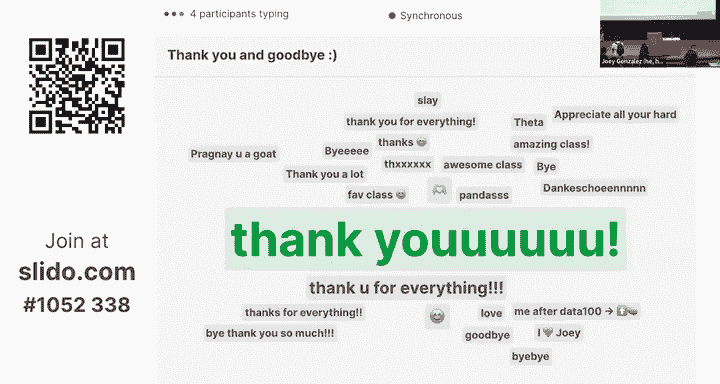 4 participants typing
Synchronous
Thank you and goodbye :)
slay
thank you for everything!
Theta
Appreciate all your hard
Pragnay u a goat
Byeeeee
thanks
amazing class!
thxxxxxx
awesome class
Bye
Thank you a lot
fav class
pandasss
Dankeschoennnnn
thank youuuuuu!
thank u for everything!!!
thanks for everything!!
love
me after data100 →
bye thank you so much!!!
goodbye
I 🤍 Joey
byebye
Join at
slido.com
#1052 338
Joey Gonzalez (he, h...